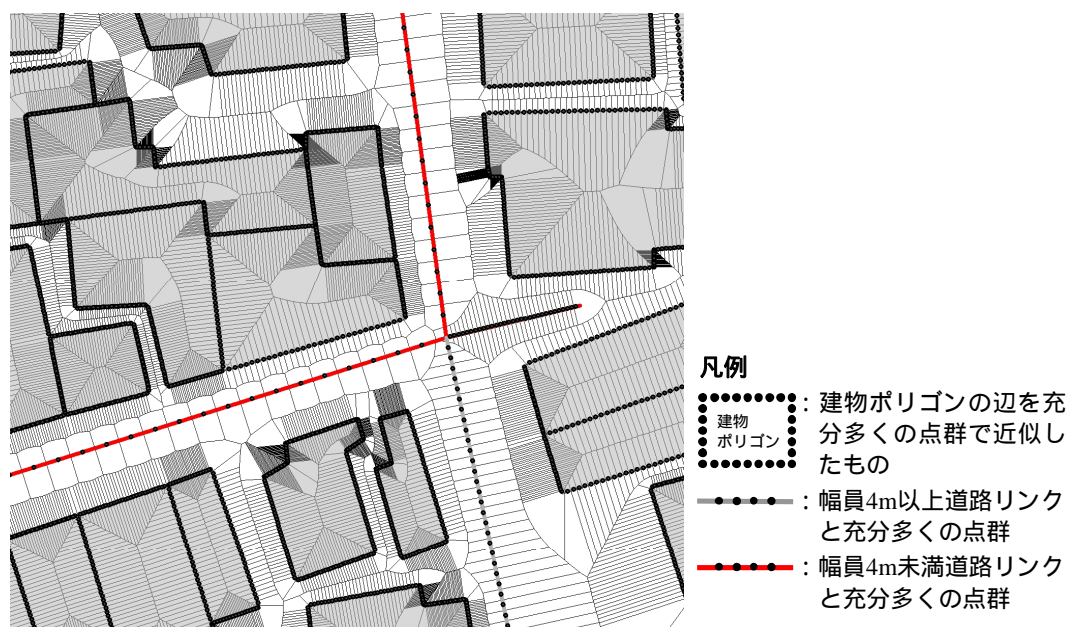 凡例
建物
ポリゴン
：建物ポリゴンの辺を充
分多くの点群で近似し
たもの
：幅員4m以上道路リンク
と充分多くの点群
：幅員4m未満道路リンク
と充分多くの点群